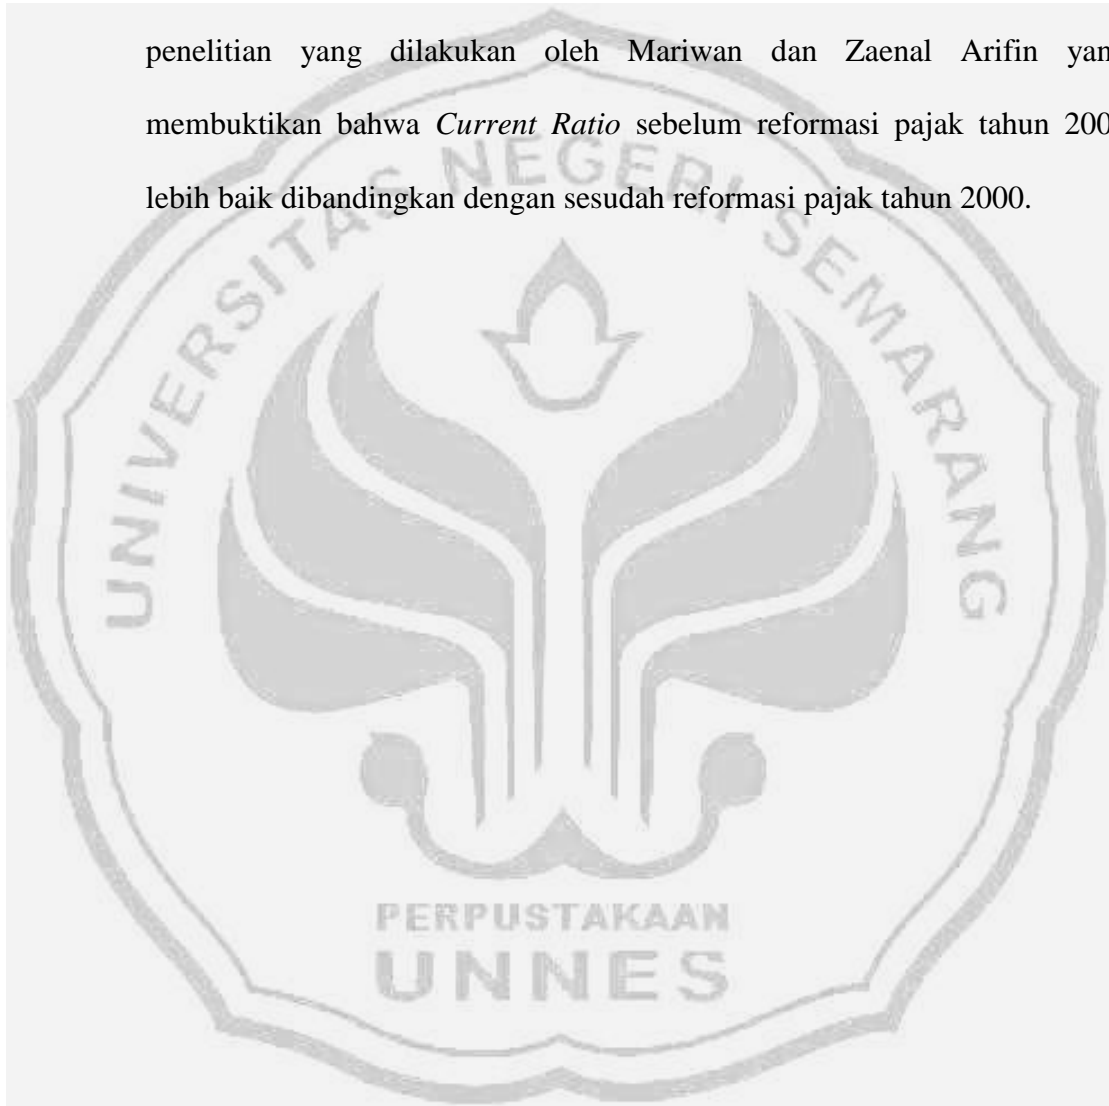 penelitian yang dilakukan oleh Mariwan dan Zaenal Arifin yan
membuktikan bahwa Current Ratio sebelum reformasi pajak tahun 200
lebih baik dibandingkan dengan sesudah reformasi pajak tahun 2000.
UNIVERSITAS NEGERI SEMARANG
PERPUSTAKAAN
UNNES